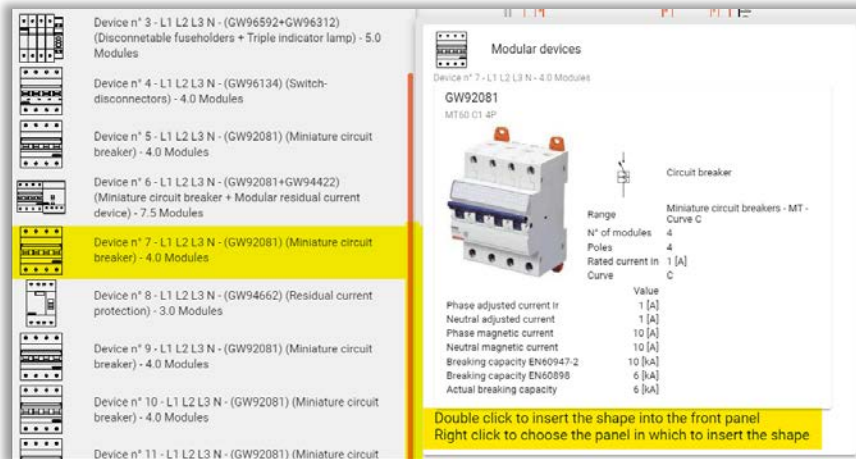 Device n° 3 - L1 L2 L3 N - (GW96592+GW96312)
(Disconnetable fuseholders + Triple indicator lamp) - 5.0
Modules
Device n° 4 - L1 L2 L3 N - (GW96134) (Switch-
disconnectors) - 4.0 Modules
Device n° 5 - L1 L2 L3 N - (GW92081) (Miniature circuit
breaker) - 4.0 Modules
Device n° 6 - L1 L2 L3 N - (GW92081+GW94422)
(Miniature circuit breaker + Modular residual current
device) - 7.5 Modules
Device n° 7 - L1 L2 L3 N - (GW92081) (Miniature circuit
breaker) - 4.0 Modules
Device n° 8 - L1 L2 L3 N - (GW94662) (Residual current
protection) - 3.0 Modules
Device n° 9 - L1 L2 L3 N - (GW92081) (Miniature circuit
breaker) - 4.0 Modules
Device n° 10 - L1 L2 L3 N - (GW92081) (Miniature circuit
breaker) - 4.0 Modules
Device n° 11 - L1 L2 L3 N - (GW92081) (Miniature circuit
Modular devices
Device n° 7 - L1 L2 L3 N - 4.0 Modules
GW92081
MT60 C1 4P
Circuit breaker
Range Miniature circuit breakers - MT -
Curve C
N° of modules 4
Poles 4
Rated current In 1 [A]
Curve C
Value
Phase adjusted current Ir 1 [A]
Neutral adjusted current 1 [A]
Phase magnetic current 10 [A]
Neutral magnetic current 10 [A]
Breaking capacity EN60947-2 10 [kA]
Breaking capacity EN60898 6 [kA]
Actual breaking capacity 6 [kA]
Double click to insert the shape into the front panel
Right click to choose the panel in which to insert the shape